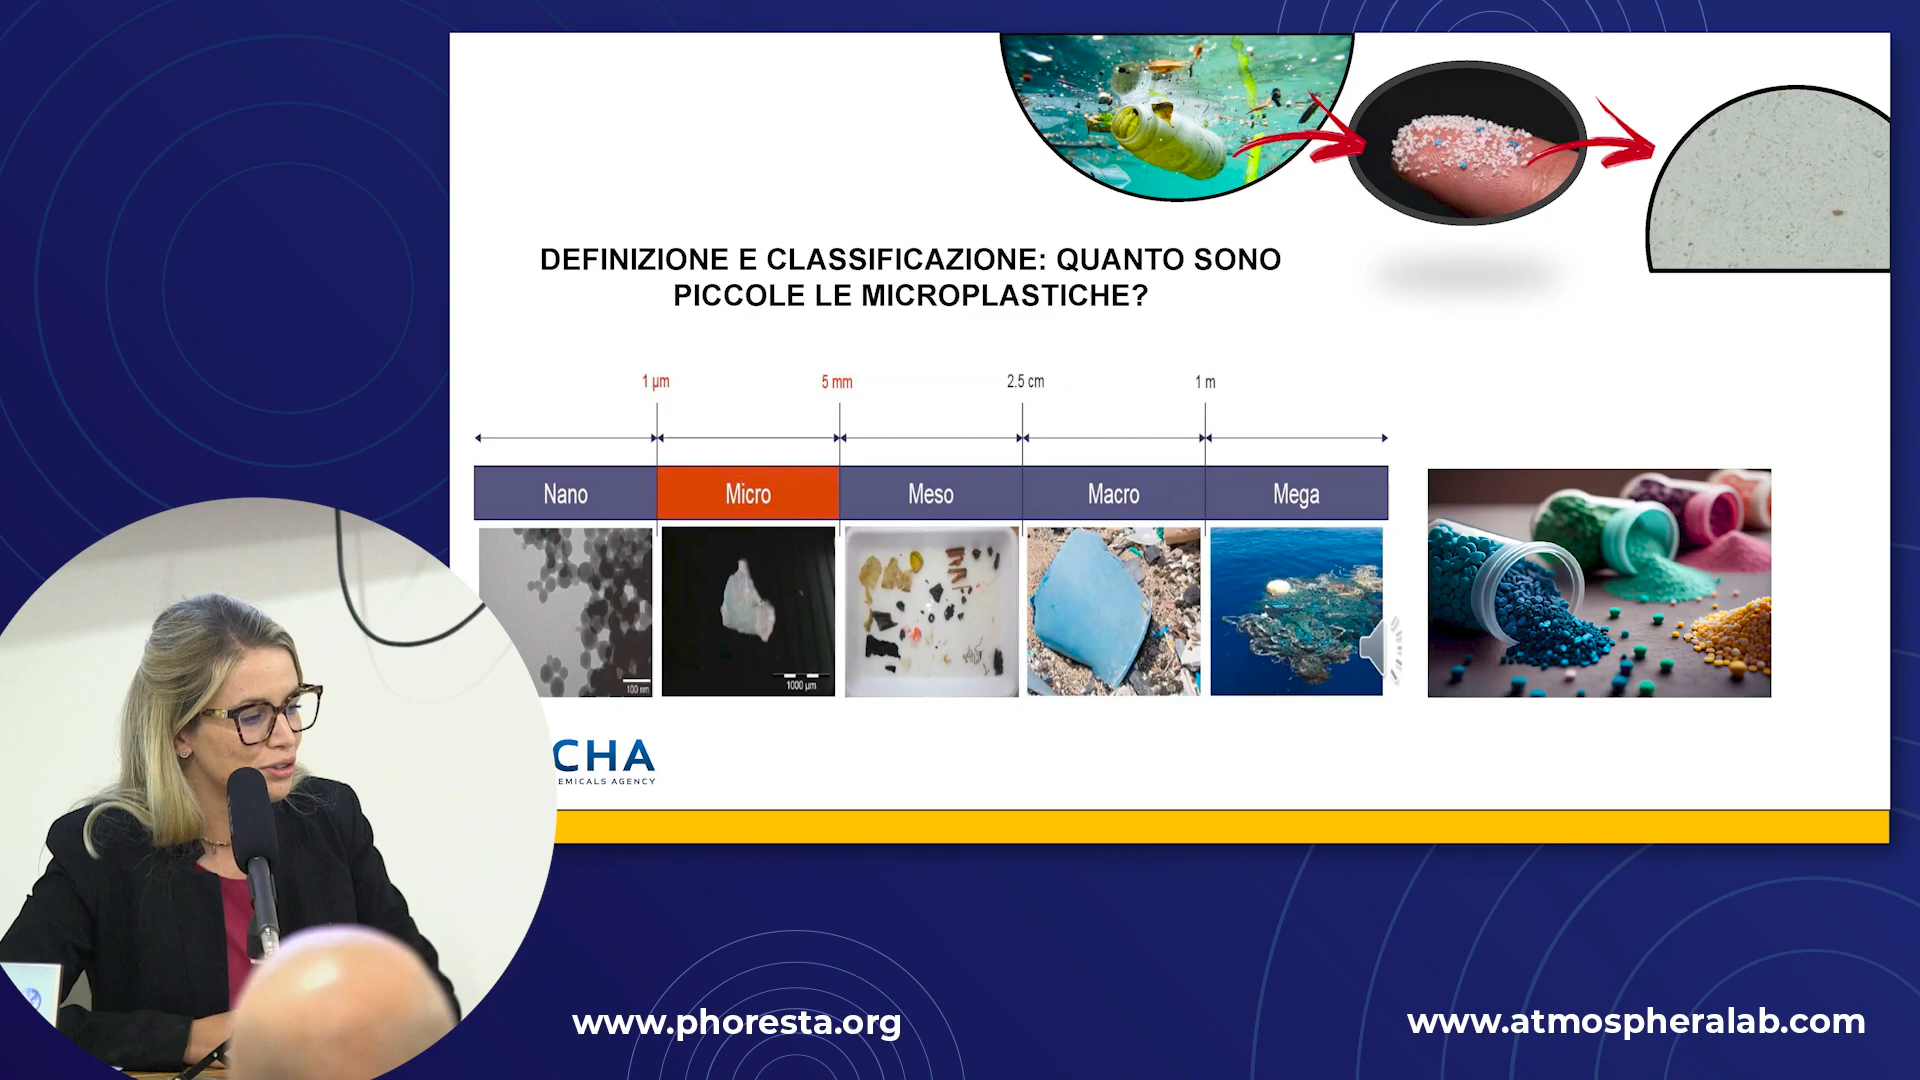 DEFINIZIONE E CLASSIFICAZIONE: QUANTO SONO
PICCOLE LE MICROPLASTICHE?
1 µm
5 mm
2.5 cm
1 m
Nano
Micro
Meso
Macro
Mega
100 nm
1000 µm
CHA
EMICALS AGENCY
www.phoresta.org
www.atmospheralab.com